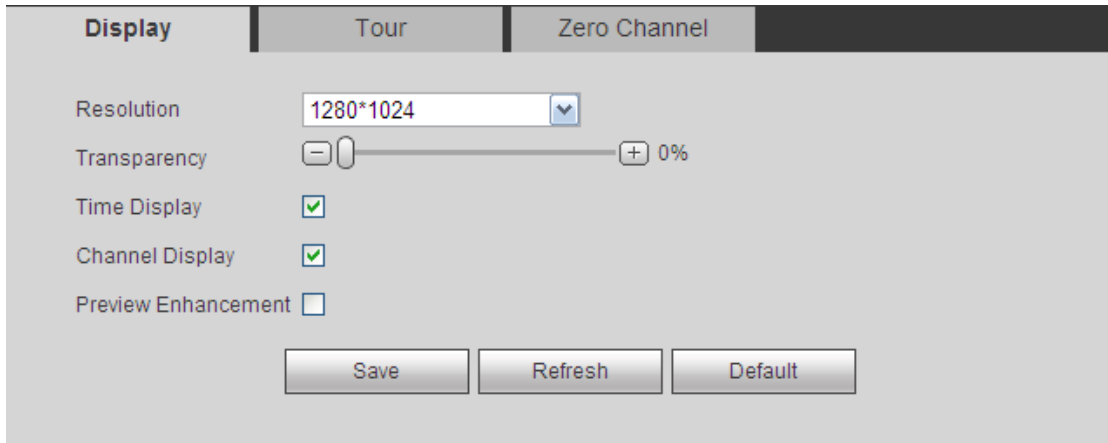 Display Tour Zero Channel
Resolution 1280*1024
Transparency 0%
Time Display
Channel Display
Preview Enhancement
Save Refresh Default